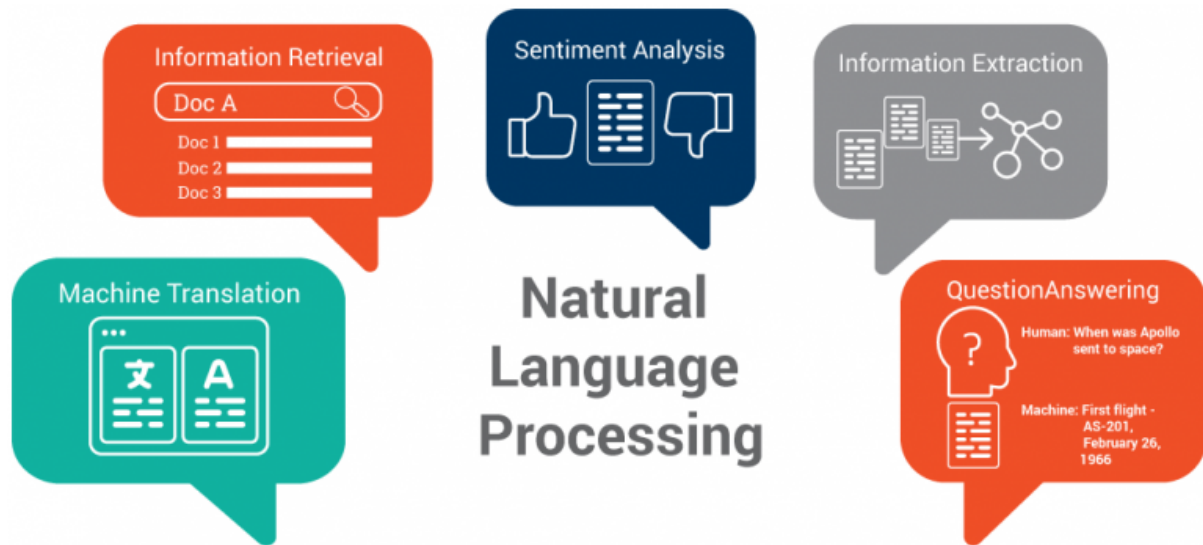 Information Retrieval
Doc A
Doc 1
Doc 2
Doc 3
Sentiment Analysis
Information Extraction
Machine Translation
文
A
Natural
Language
Processing
QuestionAnswering
?
Human: When was Apollo
sent to space?
Machine: First flight -
AS-201,
February 26,
1966